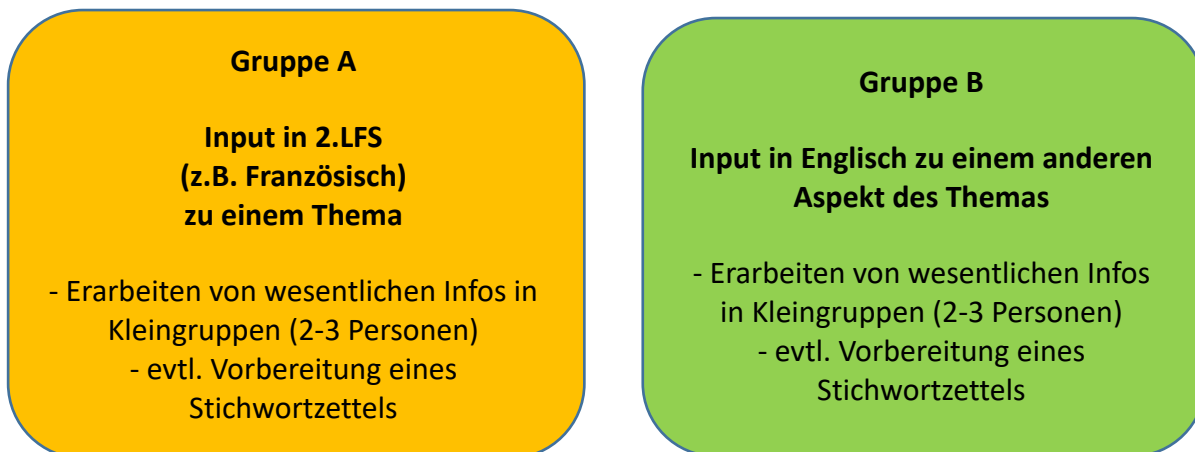 Gruppe A
Input in 2.LFS
(z.B. Französisch)
zu einem Thema
- Erarbeiten von wesentlichen Infos in
Kleingruppen (2-3 Personen)
- evtl. Vorbereitung eines
Stichwortzettels
Gruppe B
Input in Englisch zu einem anderen
Aspekt des Themas
- Erarbeiten von wesentlichen Infos
in Kleingruppen (2-3 Personen)
- evtl. Vorbereitung eines
Stichwortzettels